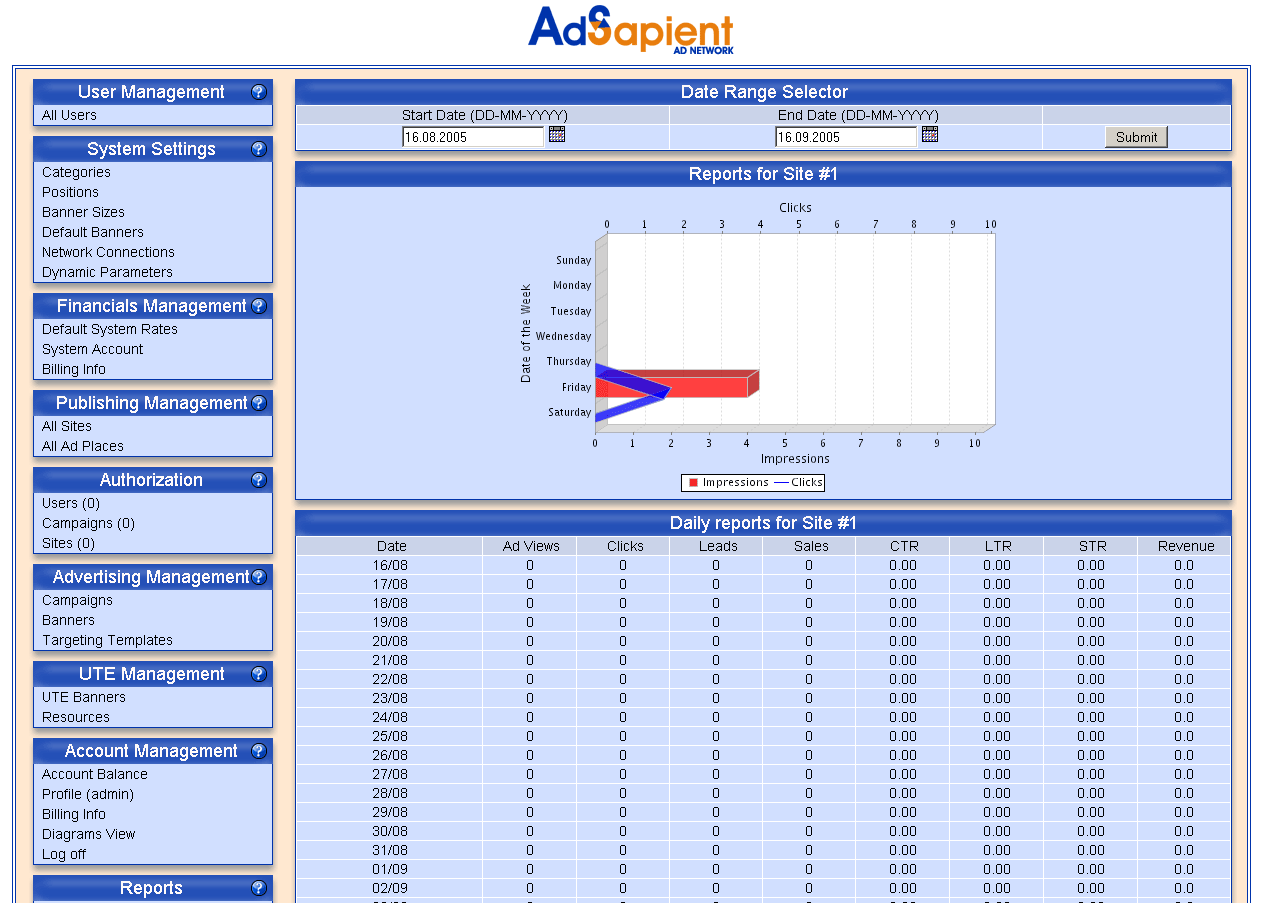 AdSapient
AD NETWORK
User Management ?
All Users
System Settings ?
Categories
Positions
Banner Sizes
Default Banners
Network Connections
Dynamic Parameters
Financials Management ?
Default System Rates
System Account
Billing Info
Publishing Management ?
All Sites
All Ad Places
Authorization ?
Users (0)
Campaigns (0)
Sites (0)
Advertising Management ?
Campaigns
Banners
Targeting Templates
UTE Management ?
UTE Banners
Resources
Account Management ?
Account Balance
Profile (admin)
Billing Info
Diagrams View
Log off
Reports ?
Date Range Selector
Start Date (DD-MM-YYYY) End Date (DD-MM-YYYY)
16.08.2005 16.09.2005 Submit
Reports for Site #1
Clicks
0 1 2 3 4 5 6 7 8 9 10
Date of the Week
Sunday
Monday
Tuesday
Wednesday
Thursday
Friday
Saturday
0 1 2 3 4 5 6 7 8 9 10
Impressions
Impressions Clicks
Daily reports for Site #1
Date Ad Views Clicks Leads Sales CTR LTR STR Revenue
16/08 0 0 0 0 0.00 0.00 0.00 0.0
17/08 0 0 0 0 0.00 0.00 0.00 0.0
18/08 0 0 0 0 0.00 0.00 0.00 0.0
19/08 0 0 0 0 0.00 0.00 0.00 0.0
20/08 0 0 0 0 0.00 0.00 0.00 0.0
21/08 0 0 0 0 0.00 0.00 0.00 0.0
22/08 0 0 0 0 0.00 0.00 0.00 0.0
23/08 0 0 0 0 0.00 0.00 0.00 0.0
24/08 0 0 0 0 0.00 0.00 0.00 0.0
25/08 0 0 0 0 0.00 0.00 0.00 0.0
26/08 0 0 0 0 0.00 0.00 0.00 0.0
27/08 0 0 0 0 0.00 0.00 0.00 0.0
28/08 0 0 0 0 0.00 0.00 0.00 0.0
29/08 0 0 0 0 0.00 0.00 0.00 0.0
30/08 0 0 0 0 0.00 0.00 0.00 0.0
31/08 0 0 0 0 0.00 0.00 0.00 0.0
01/09 0 0 0 0 0.00 0.00 0.00 0.0
02/09 0 0 0 0 0.00 0.00 0.00 0.0